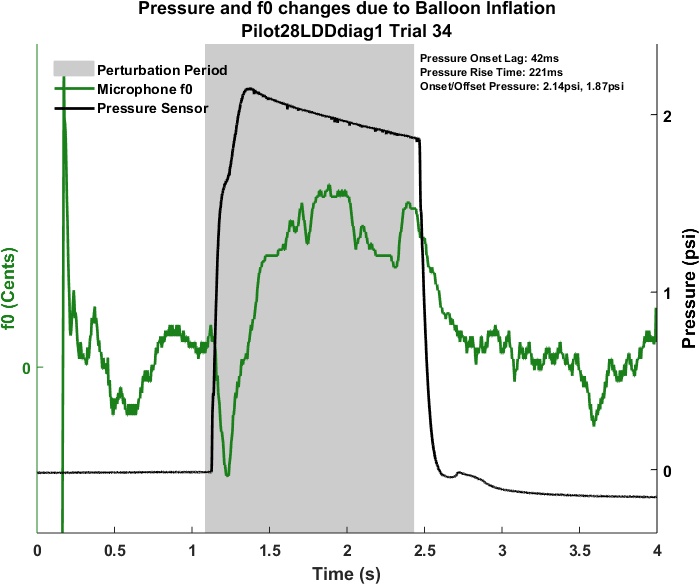 Pressure and f0 changes due to Balloon Inflation
Pilot28LDDdiag1 Trial 34
Perturbation Period
Microphone f0
Pressure Sensor
Pressure Onset Lag: 42ms
Pressure Rise Time: 221ms
Onset/Offset Pressure: 2.14psi, 1.87psi
f0 (Cents)
0
2
1
0
Pressure (psi)
0 0.5 1 1.5 2 2.5 3 3.5 4
Time (s)